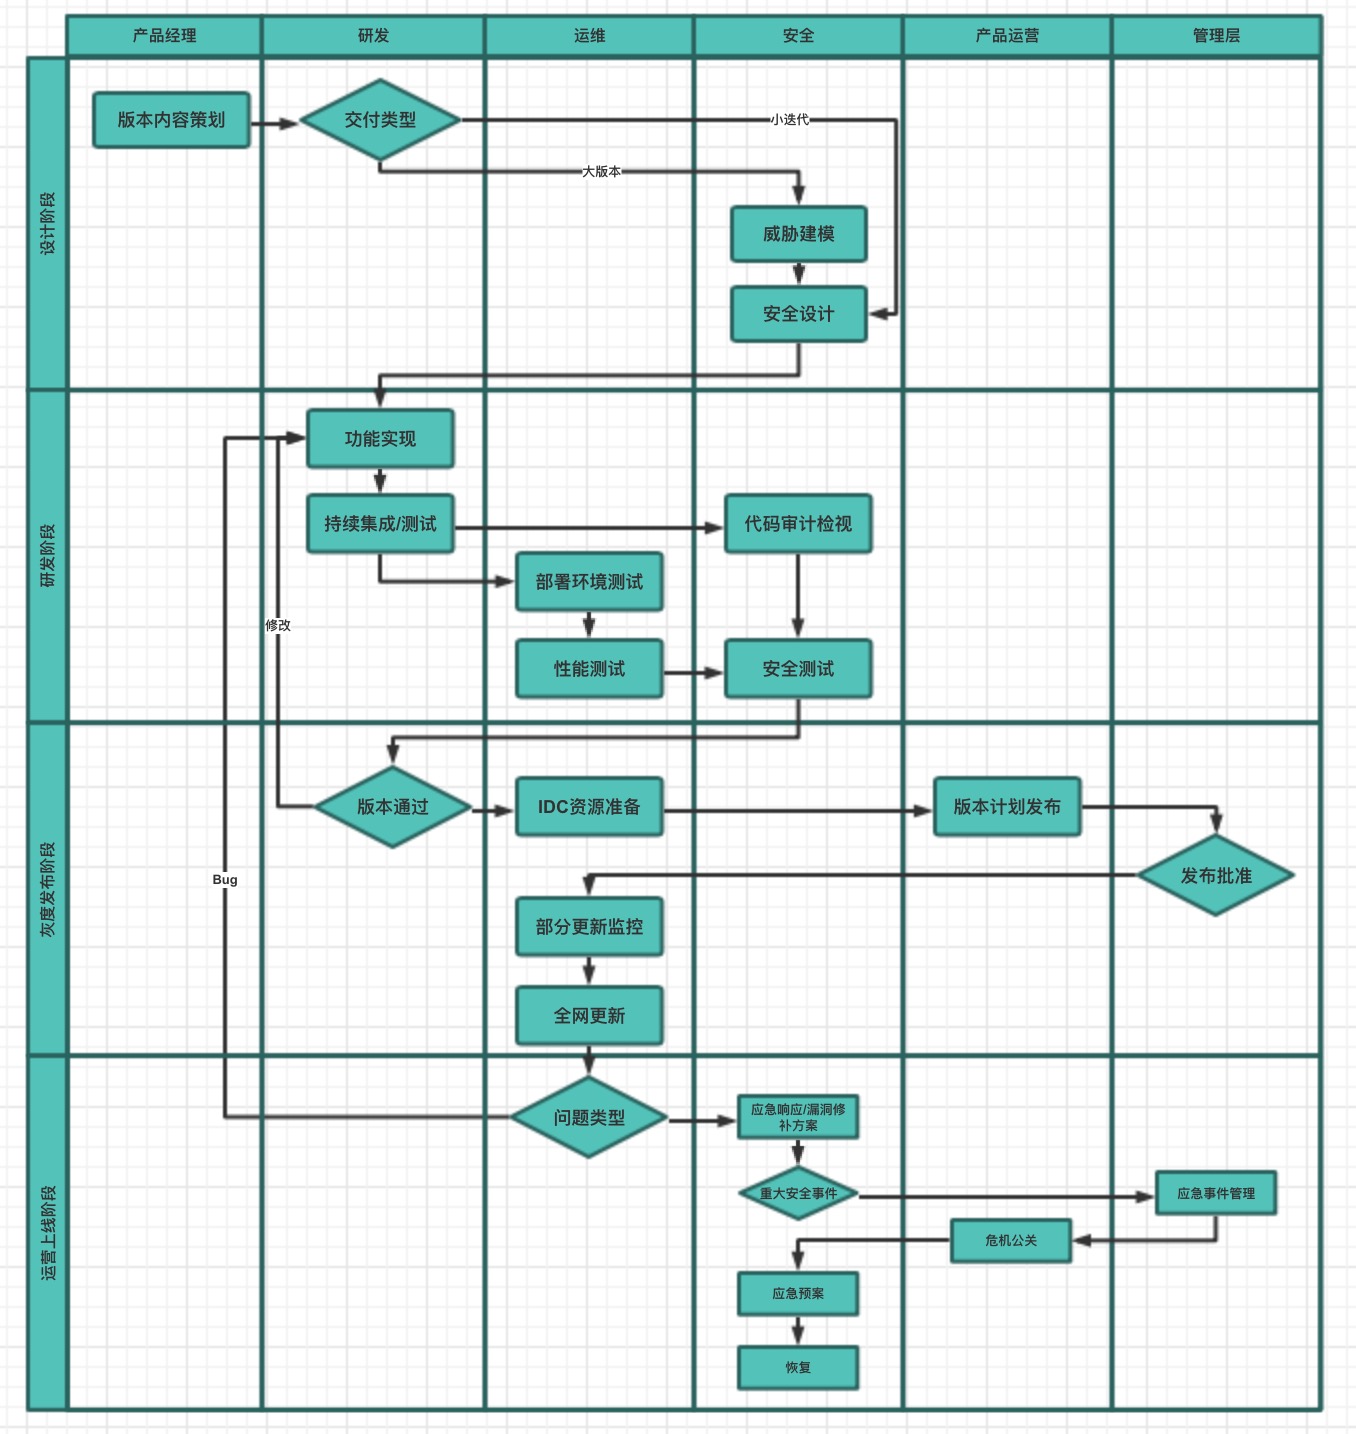 产品经理
研发
运维
安全
产品运营
管理层
设计阶段
版本内容策划
交付类型
小迭代
大版本
威胁建模
安全设计
研发阶段
功能实现
持续集成/测试
代码审计检视
部署环境测试
修改
性能测试
安全测试
灰度发布阶段
版本通过
IDC资源准备
版本计划发布
发布批准
Bug
部分更新监控
全网更新
运营上线阶段
问题类型
应急响应/漏洞修
补方案
重大安全事件
应急事件管理
危机公关
应急预案
恢复